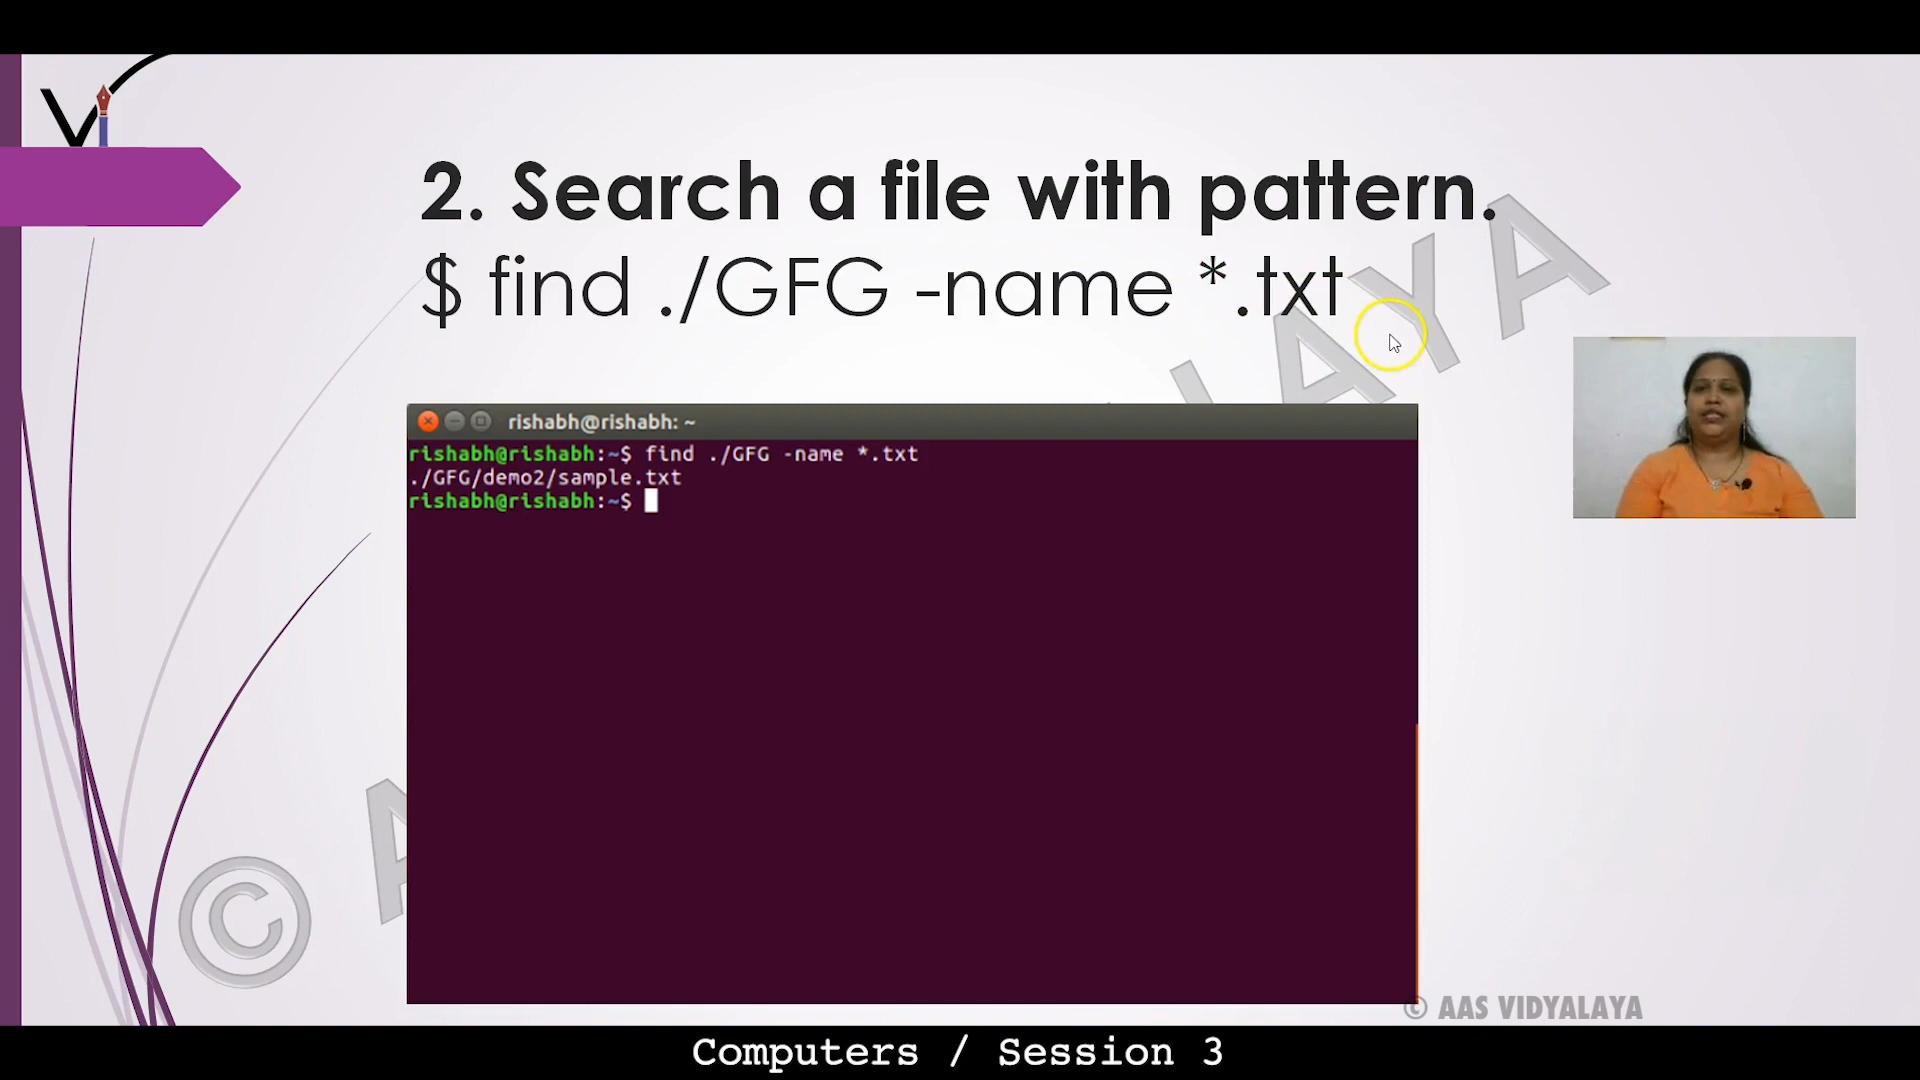 Vi
2. Search a file with pattern.
$ find ./GFG -name *.txt
rishabh@rishabh: ~
rishabh@rishabh:~$ find ./GFG -name *.txt
./GFG/demo2/sample.txt
rishabh@rishabh:~$
© AAS VIDYALAYA
Computers / Session 3